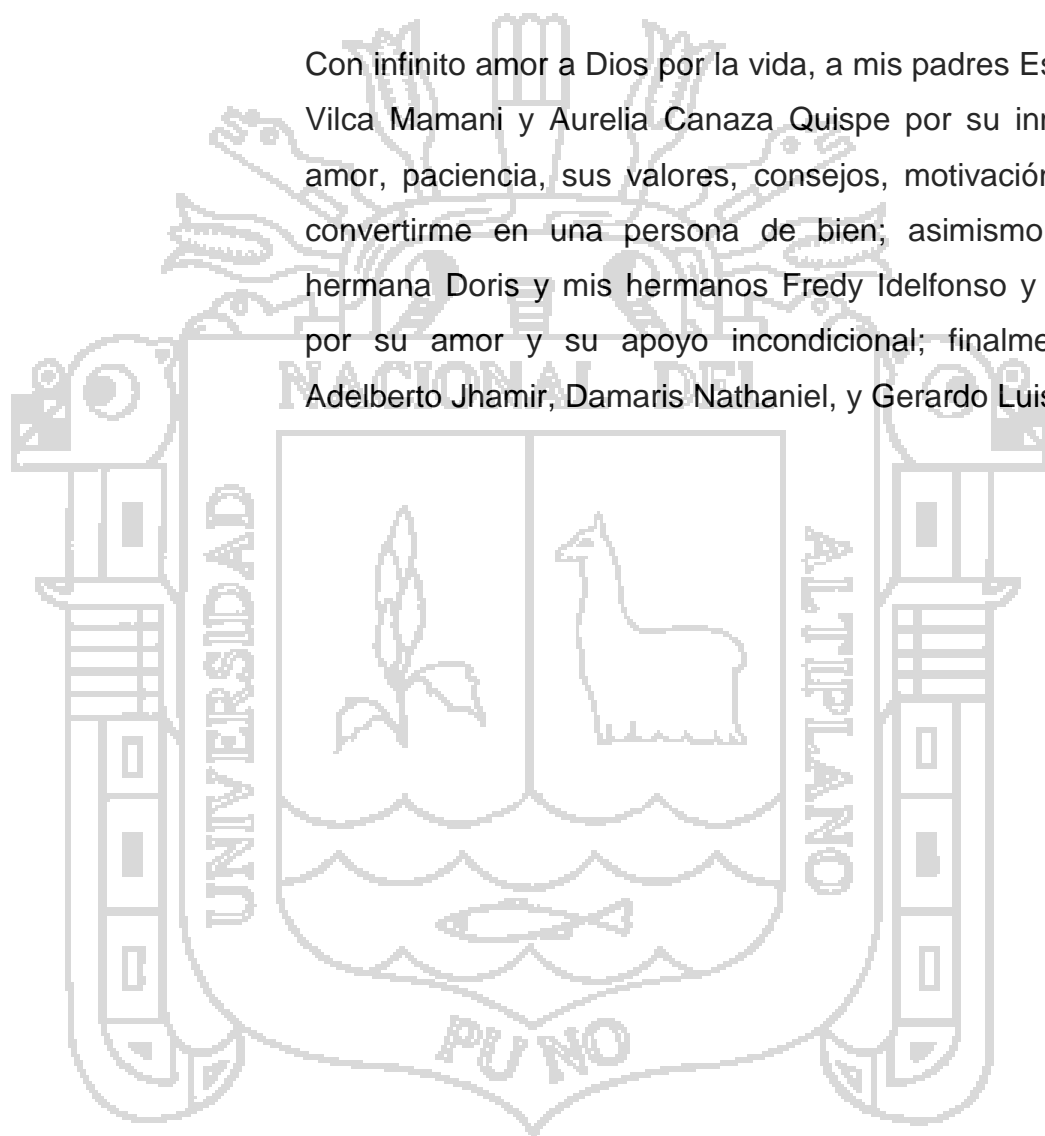 Con infinito amor a Dios por la vida, a mis padres
Vilca Mamani y Aurelia Canaza Quispe por su
amor, paciencia, sus valores, consejos, motivación
convertirme en una persona de bien; asimismo
hermana Doris y mis hermanos Fredy Idelfonso y
por su amor y su apoyo incondicional;
Adelberto Jhamir, Damaris Nathaniel, y Gerardo Luis
NACIONAL DEL
UNIVERSIDAD
ALTIPLANO
PUNO